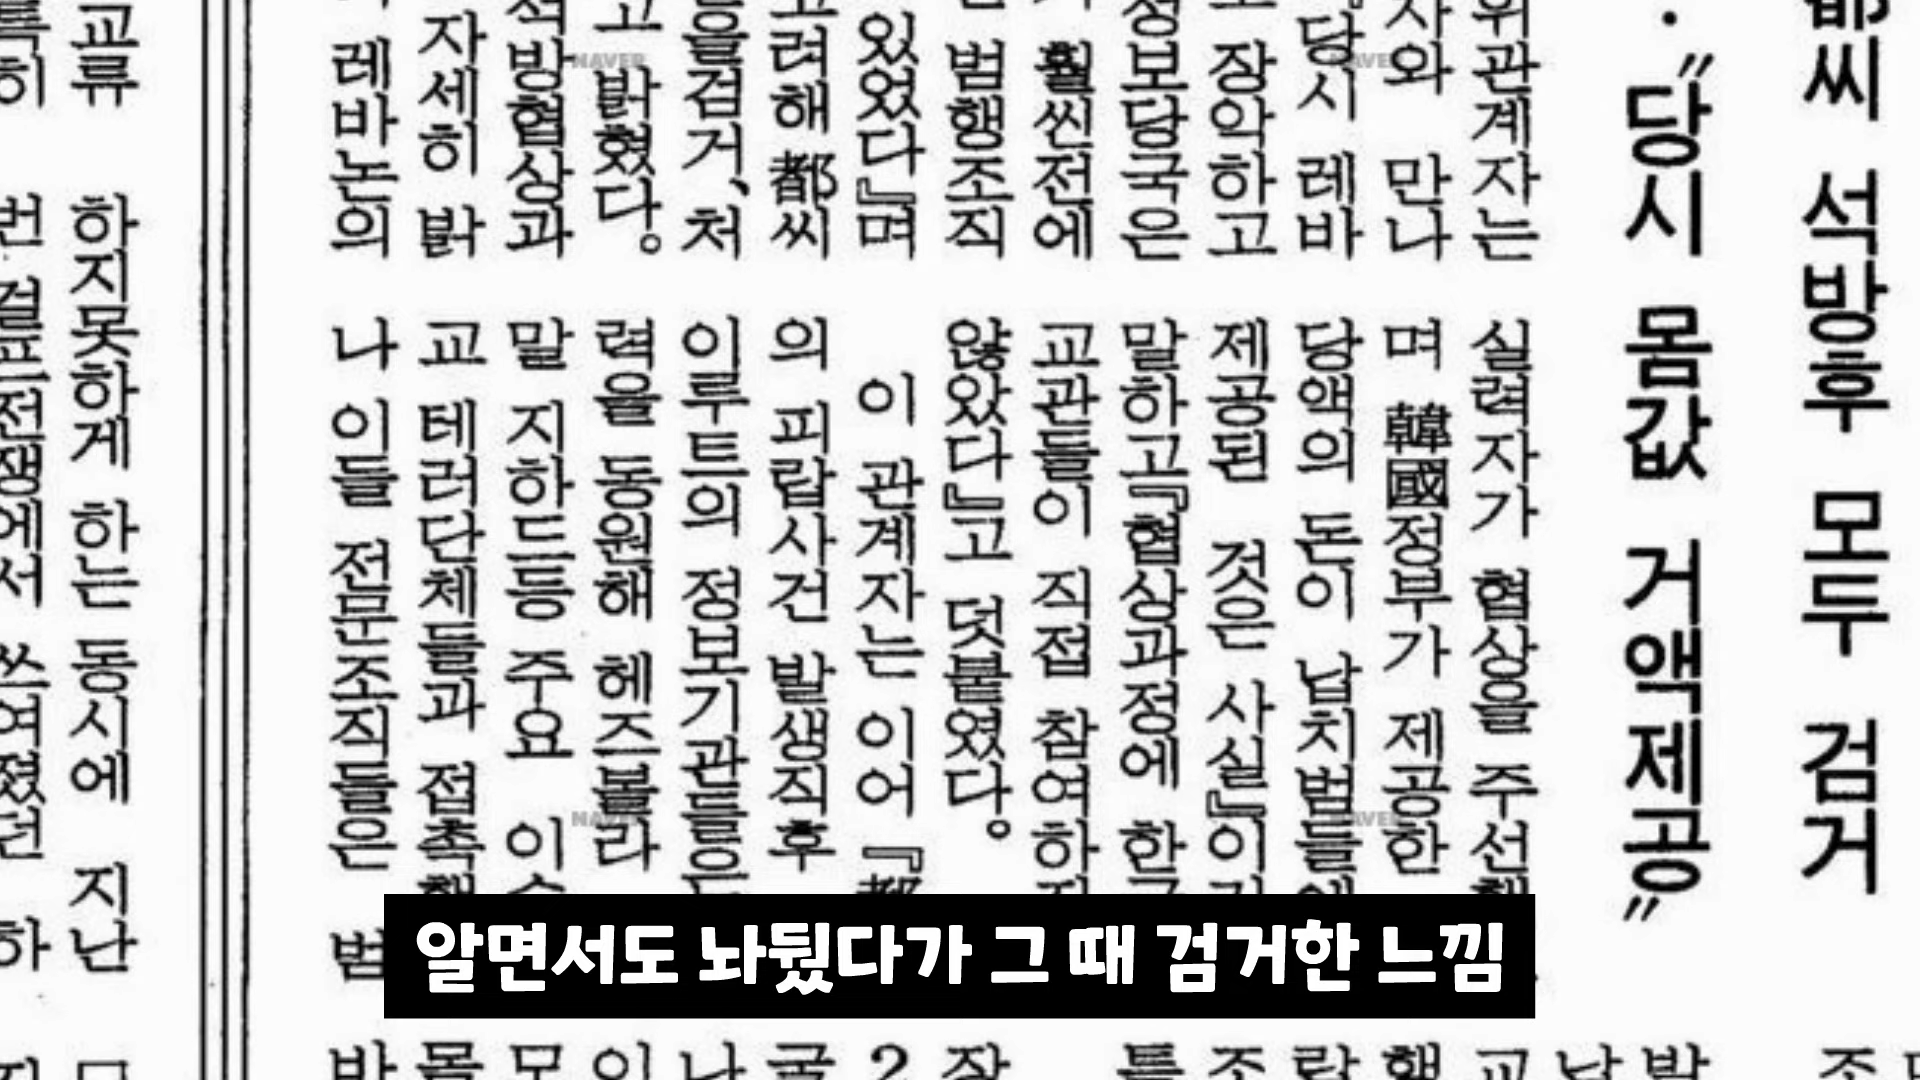 都씨 석방후 모두 검거
·"당시 몸값 거액제공"
위관계자는
자와 만나
당시 레바
장악하고
정보당국은
훨씬전에
범행조직
있었다』며
고려해 都씨
을검거、처
고 밝혔다。
석방협상과
자세히 밝
레바논의
실력자가 협상을 주선
며 韓國정부가 제공한
당액의 돈이 납치범들에
제공된 것은 사실』이
말하고『협상과정에 한
교관들이 직접 참여하
않았다』고 덧붙였다。
이 관계자는 이어 『都
의 피랍사건 발생직후
이루트의 정보기관들은
력을 동원해 헤즈볼라
말 지하드등 주요 이
교 테러단체들과 접촉
나 이들 전문조직들은 범
교류
하지못하게 하는 동시에 지난
번 걸프전쟁에서 쓰여졌던 하
NAVER
NAVER
NAVER
NAVER
알면서도 놔뒀다가 그 때 검거한 느낌